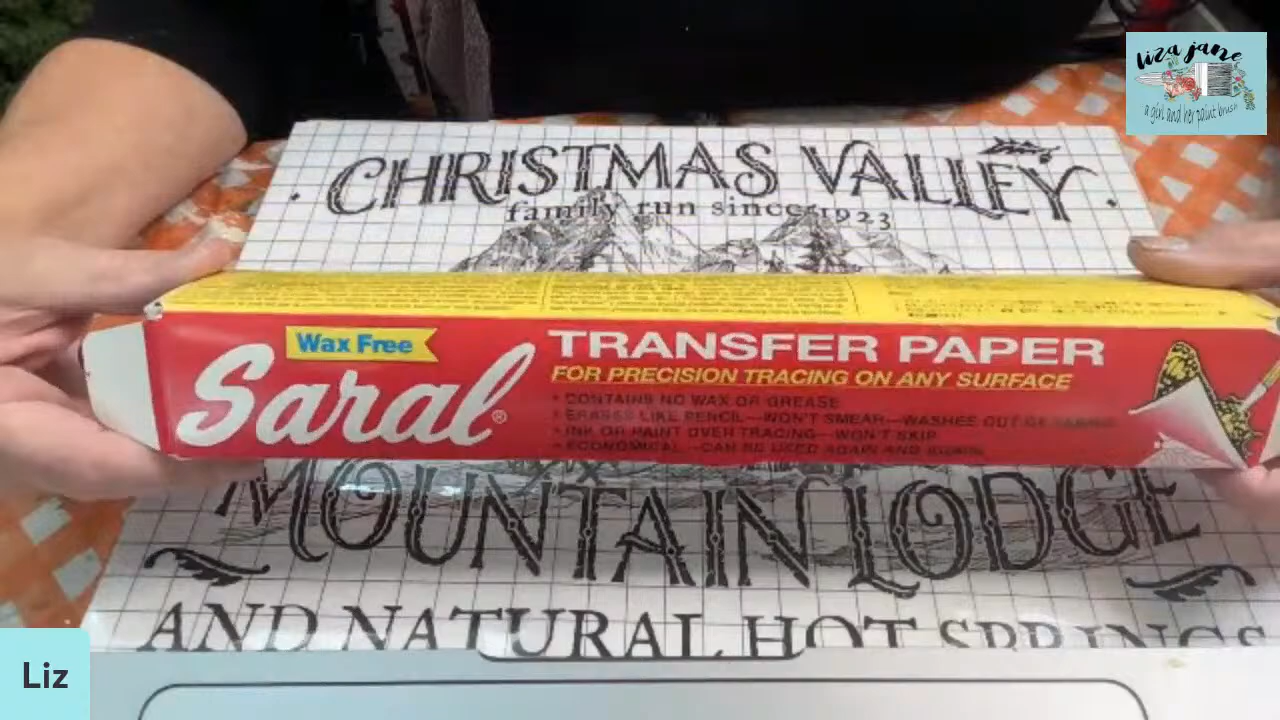 liza jane
a girl and her paint brush
CHRISTMAS VALLEY
family run since 1923
Wax Free
Saral®
TRANSFER PAPER
FOR PRECISION TRACING ON ANY SURFACE
• CONTAINS NO WAX OR GREASE
• ERASES LIKE PENCIL—WON'T SMEAR—WASHES OUT OF FABRIC
• INK OR PAINT OVER TRACING—WON'T SKIP
• ECONOMICAL—CAN BE USED AGAIN AND AGAIN
MOUNTAIN LODGE
AND NATURAL HOT SPRINGS
Liz